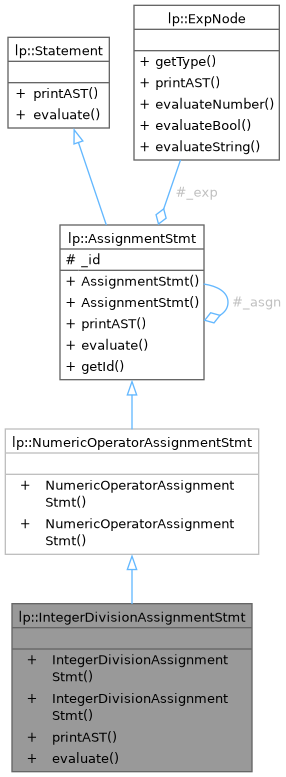 lp::ExpNode
+ getType()
+ printAST()
+ evaluateNumber()
+ evaluateBool()
+ evaluateString()
lp::Statement
+ printAST()
+ evaluate()
#_exp
lp::AssignmentStmt
# _id
+ AssignmentStmt()
+ AssignmentStmt()
+ printAST()
+ evaluate()
+ getId()
#_asgn
lp::NumericOperatorAssignmentStmt
+ NumericOperatorAssignment
Stmt()
+ NumericOperatorAssignment
Stmt()
lp::IntegerDivisionAssignmentStmt
+ IntegerDivisionAssignment
Stmt()
+ IntegerDivisionAssignment
Stmt()
+ printAST()
+ evaluate()